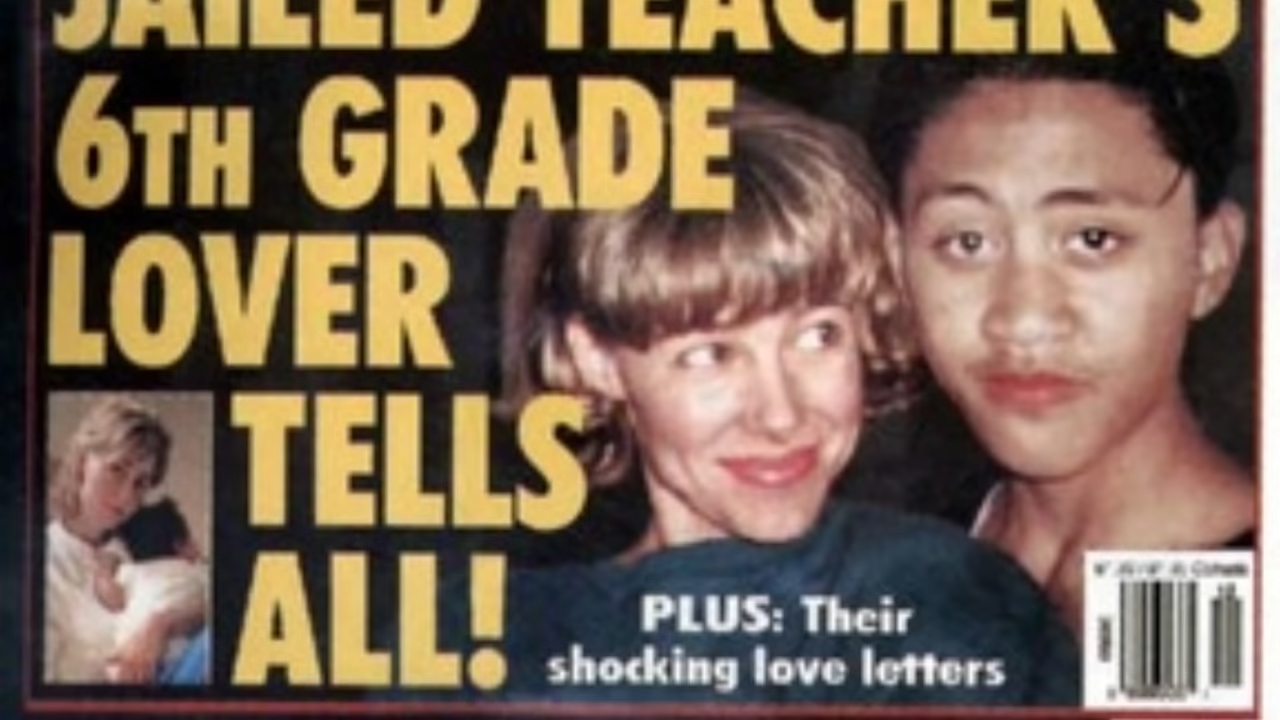 JAILED TEACHER'S
6TH GRADE
LOVER
TELLS
ALL!
PLUS: Their
shocking love letters